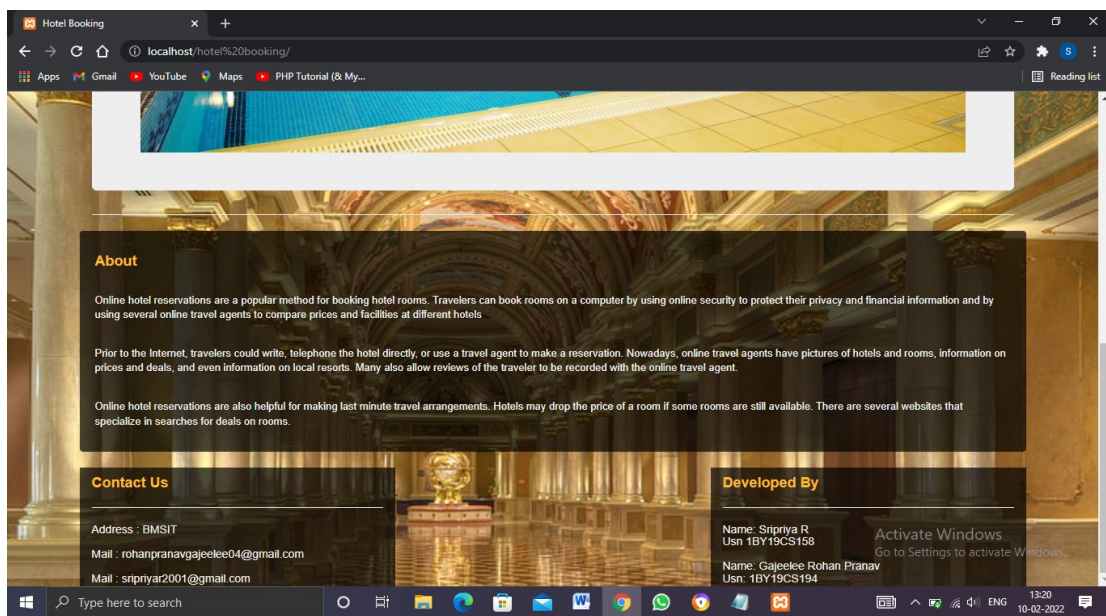 Hotel Booking
localhost/hotel%20booking/
S
Apps
Gmail
YouTube
Maps
PHP Tutorial (& My...
Reading list
About
Online hotel reservations are a popular method for booking hotel rooms. Travelers can book rooms on a computer by using online security to protect their privacy and financial information and by
using several online travel agents to compare prices and facilities at different hotels
Prior to the Internet, travelers could write, telephone the hotel directly, or use a travel agent to make a reservation. Nowadays, online travel agents have pictures of hotels and rooms, information on
prices and deals, and even information on local resorts. Many also allow reviews of the traveler to be recorded with the online travel agent.
Online hotel reservations are also helpful for making last minute travel arrangements. Hotels may drop the price of a room if some rooms are still available. There are several websites that
specialize in searches for deals on rooms.
Contact Us
Address : BMSIT
Mail : rohanpranavgajeelee04@gmail.com
Mail : sripriyar2001@gmail.com
Developed By
Name: Sripriya R
Usn 1BY19CS158
Name: Gajeelee Rohan Pranav
Usn: 1BY19CS194
Activate Windows
Go to Settings to activate Windows.
Type here to search
W
ENG
13:20
10-02-2022